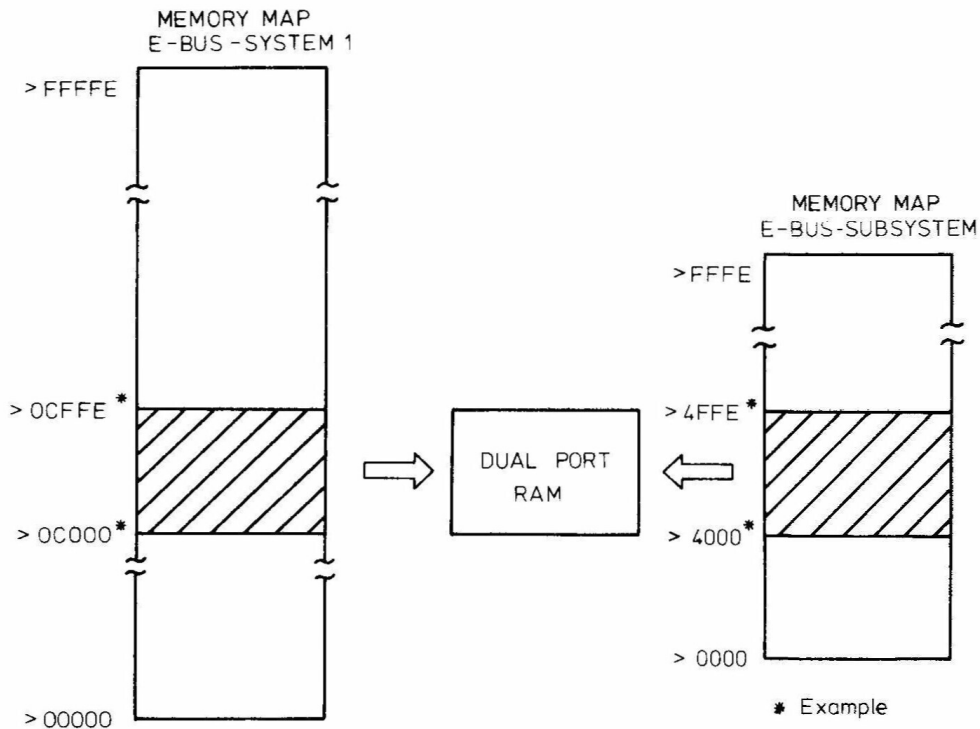 MEMORY MAP
E-BUS-SYSTEM 1
>FFFFE
>0CFFE*
>0C000*
>00000
DUAL PORT
RAM
MEMORY MAP
E-BUS-SUBSYSTEM
>FFFE
>4FFE*
>4000*
>0000
* Example